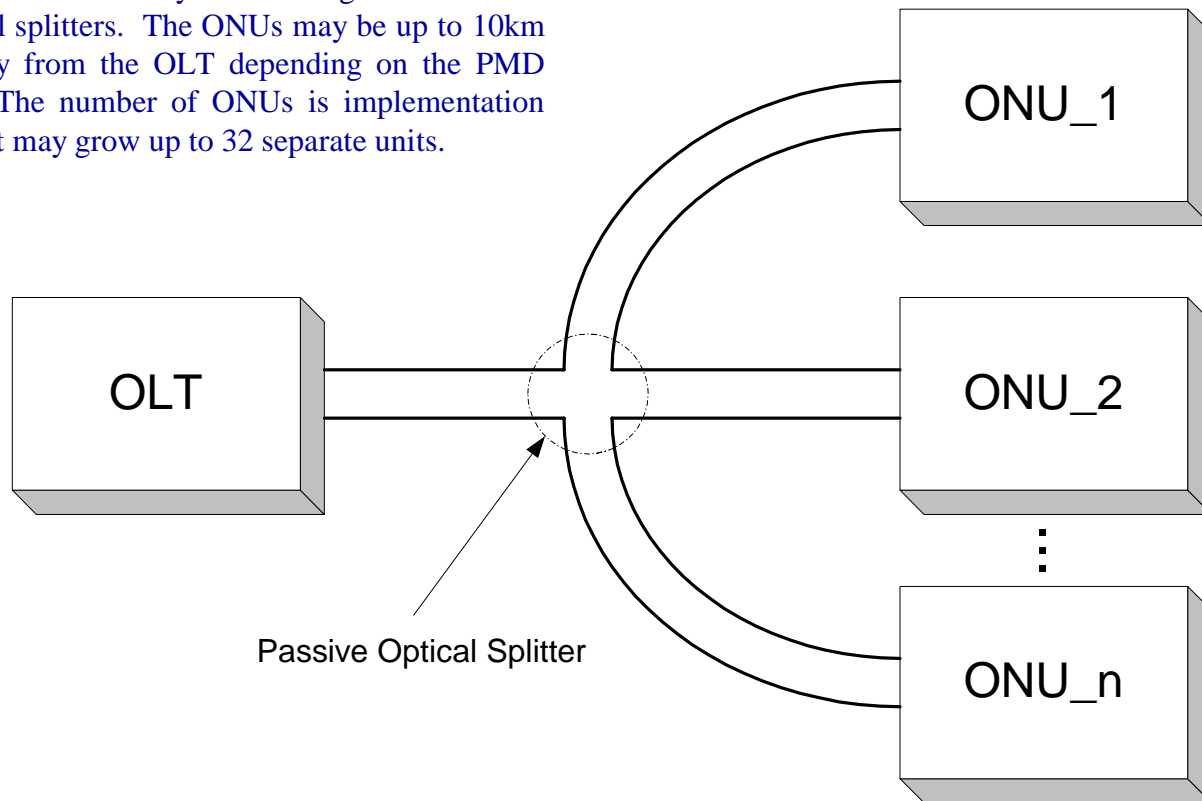 l splitters. The ONUs may be up to 10km
y from the OLT depending on the PMD
The number of ONUs is implementation
t may grow up to 32 separate units.
ONU_1
OLT
ONU_2
Passive Optical Splitter
ONU_n